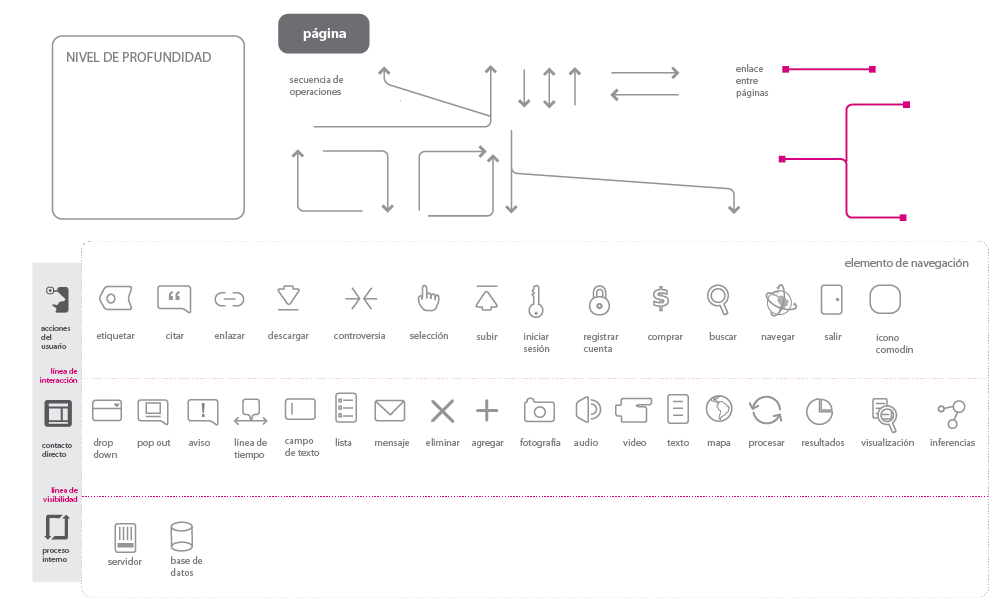 NIVEL DE PROFUNDIDAD
página
secuencia de
operaciones
enlace
entre
páginas
elemento de navegación
acciones
del
usuario
etiquetar
citar
enlazar
descargar
controversia
selección
subir
iniciar
sesión
registrar
cuenta
comprar
buscar
navegar
salir
icono
comodín
línea de
interacción
contacto
directo
drop
down
pop out
aviso
línea de
tiempo
campo
de texto
lista
mensaje
eliminar
agregar
fotografía
audio
video
texto
mapa
procesar
resultados
visualización
inferencias
línea de
visibilidad
proceso
interno
servidor
base de
datos